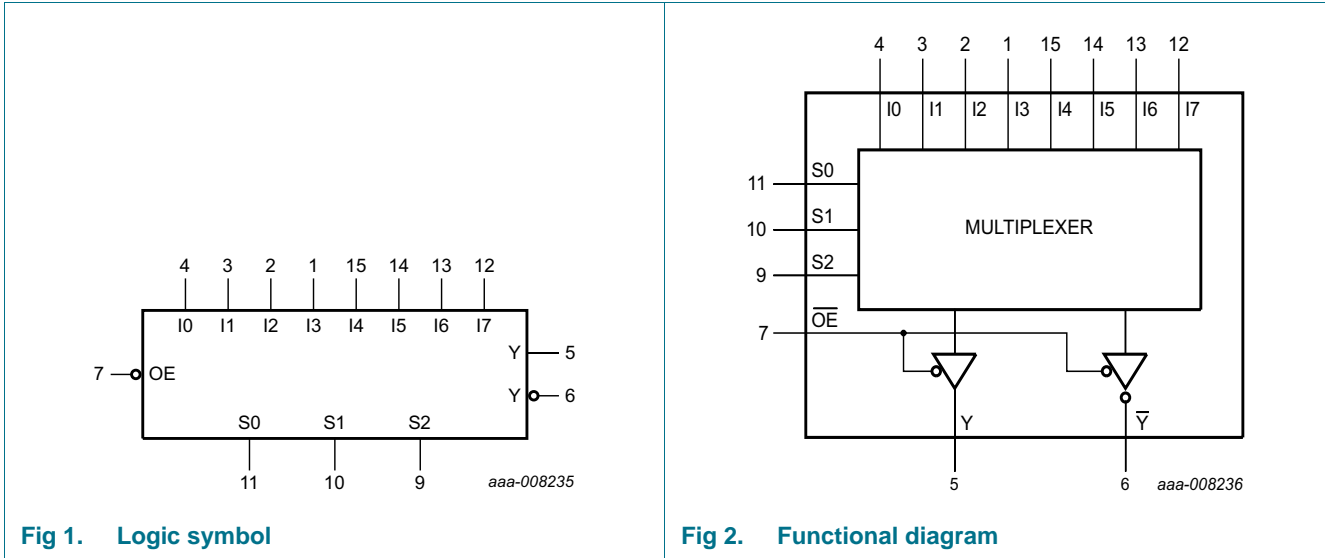 4 3 2 1 15 14 13 12
I0 I1 I2 I3 I4 I5 I6 I7
7 OE
Y 5
Y 6
S0 S1 S2
11 10 9
aaa-008235
Fig 1. Logic symbol
4 3 2 1 15 14 13 12
I0 I1 I2 I3 I4 I5 I6 I7
11 S0
10 S1
MULTIPLEXER
9 S2
7 O̅E̅
Y Y̅
5 6
aaa-008236
Fig 2. Functional diagram